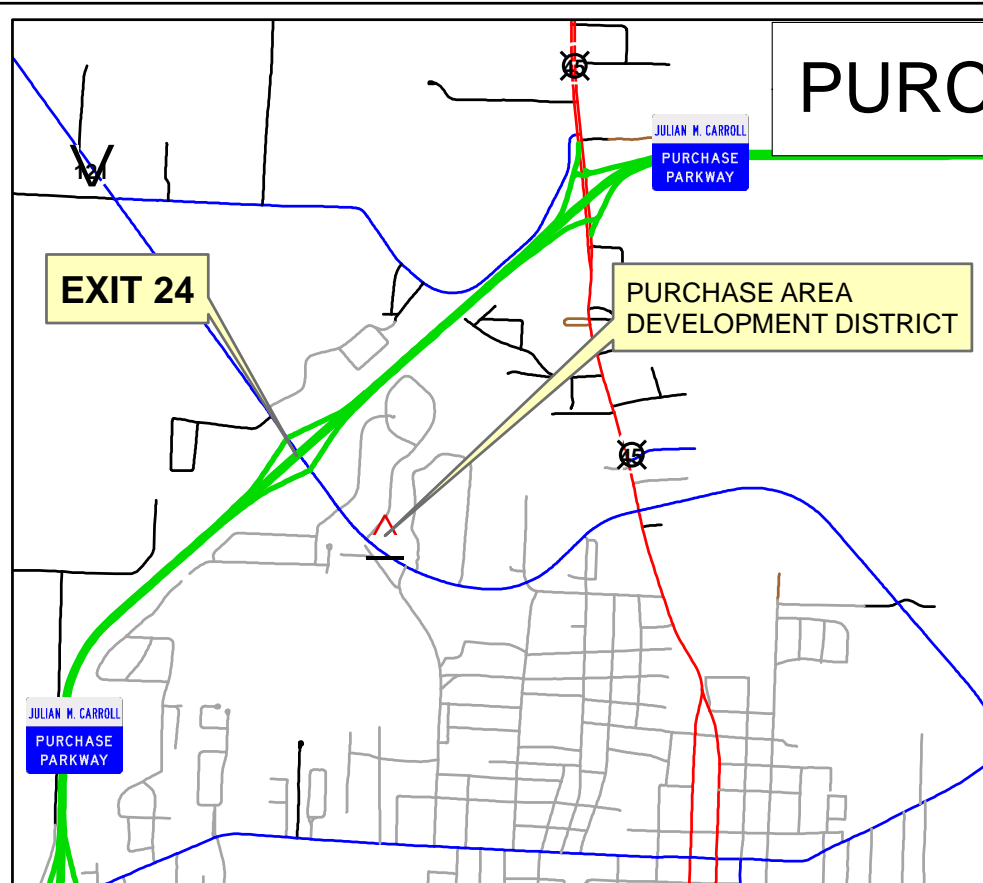 45
PURC
JULIAN M. CARROLL
PURCHASE
PARKWAY
121
EXIT 24
PURCHASE AREA
DEVELOPMENT DISTRICT
45
JULIAN M. CARROLL
PURCHASE
PARKWAY